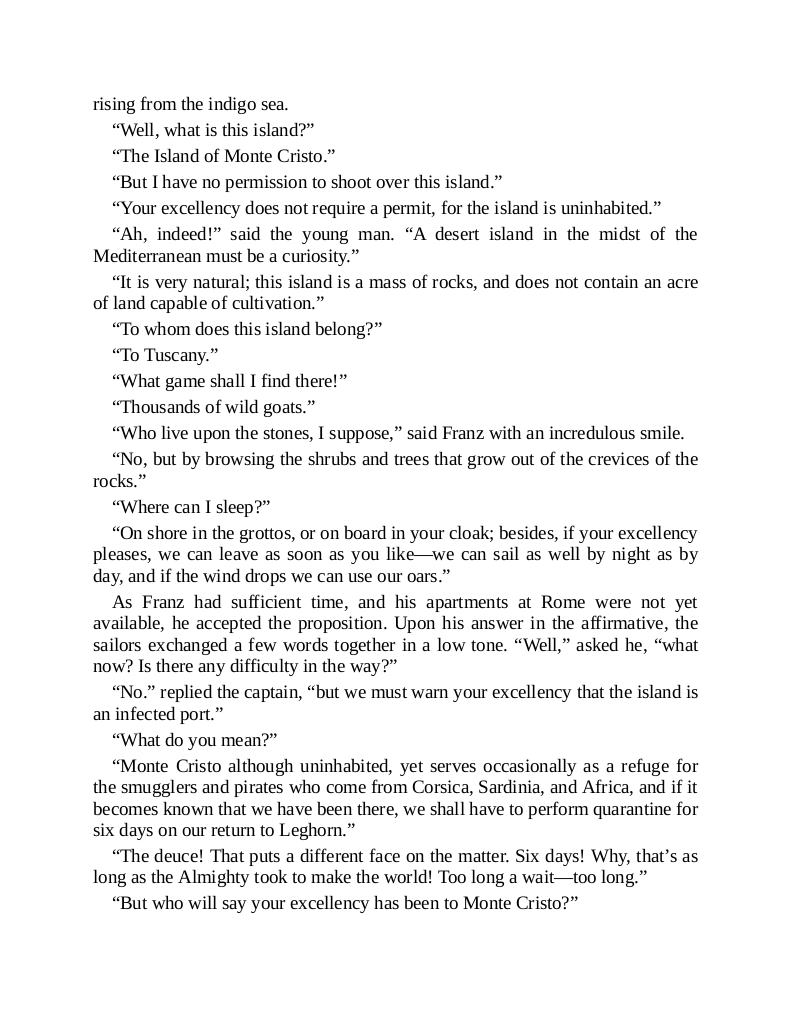 rising from the indigo sea.
“Well, what is this island?”
“The Island of Monte Cristo.”
“But I have no permission to shoot over this island.”
“Your excellency does not require a permit, for the island is uninhabited.”
“Ah, indeed!” said the young man. “A desert island in the midst of the
Mediterranean must be a curiosity.”
“It is very natural; this island is a mass of rocks, and does not contain an acre
of land capable of cultivation.”
“To whom does this island belong?”
“To Tuscany.”
“What game shall I find there!”
“Thousands of wild goats.”
“Who live upon the stones, I suppose,” said Franz with an incredulous smile.
“No, but by browsing the shrubs and trees that grow out of the crevices of the
rocks.”
“Where can I sleep?”
“On shore in the grottos, or on board in your cloak; besides, if your excellency
pleases, we can leave as soon as you like—we can sail as well by night as by
day, and if the wind drops we can use our oars.”
As Franz had sufficient time, and his apartments at Rome were not yet
available, he accepted the proposition. Upon his answer in the affirmative, the
sailors exchanged a few words together in a low tone. “Well,” asked he, “what
now? Is there any difficulty in the way?”
“No.” replied the captain, “but we must warn your excellency that the island is
an infected port.”
“What do you mean?”
“Monte Cristo although uninhabited, yet serves occasionally as a refuge for
the smugglers and pirates who come from Corsica, Sardinia, and Africa, and if it
becomes known that we have been there, we shall have to perform quarantine for
six days on our return to Leghorn.”
“The deuce! That puts a different face on the matter. Six days! Why, that’s as
long as the Almighty took to make the world! Too long a wait—too long.”
“But who will say your excellency has been to Monte Cristo?”